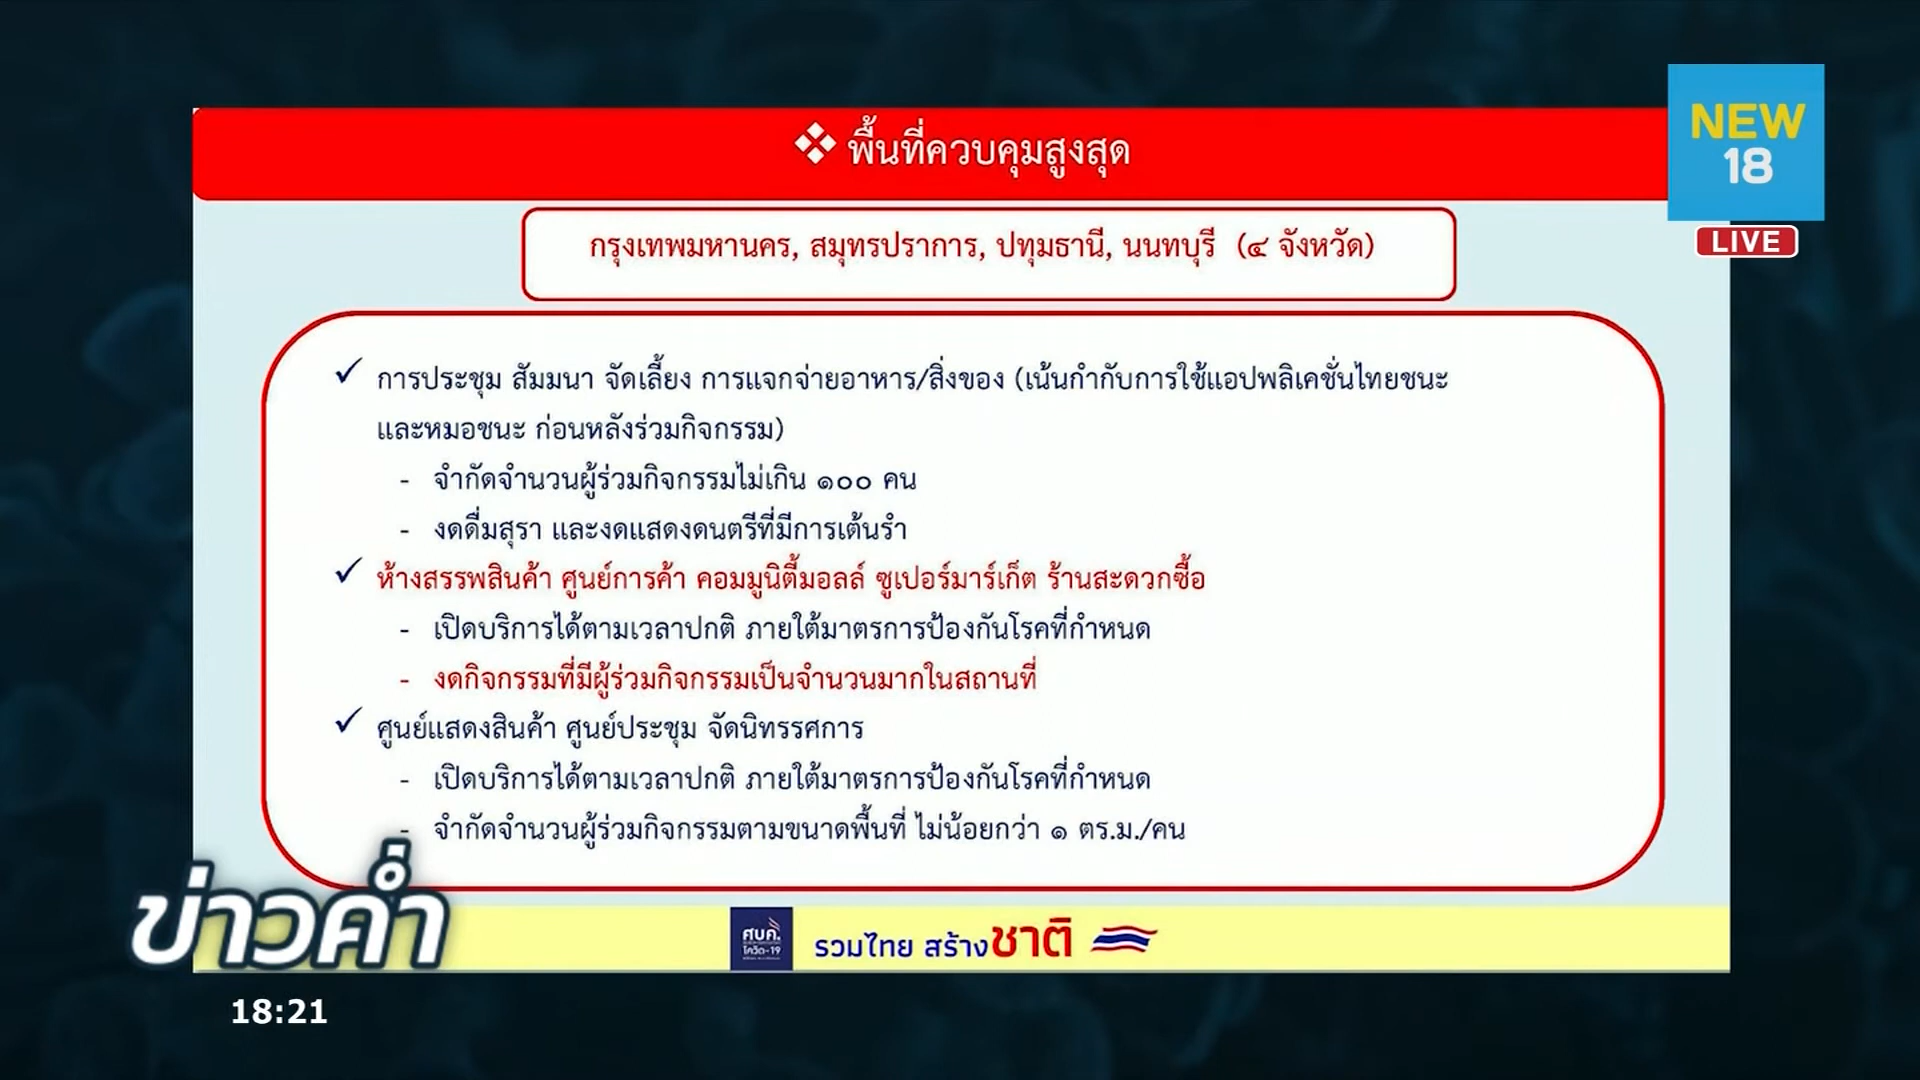 ❖ พื้นที่ควบคุมสูงสุด
NEW
18
LIVE
กรุงเทพมหานคร, สมุทรปราการ, ปทุมธานี, นนทบุรี (๔ จังหวัด)
✓ การประชุม สัมมนา จัดเลี้ยง การแจกจ่ายอาหาร/สิ่งของ (เน้นกำกับการใช้แอปพลิเคชั่นไทยชนะ
และหมอชนะ ก่อนหลังร่วมกิจกรรม)
- จำกัดจำนวนผู้ร่วมกิจกรรมไม่เกิน ๑๐๐ คน
- งดดื่มสุรา และงดแสดงดนตรีที่มีการเต้นรำ
✓ ห้างสรรพสินค้า ศูนย์การค้า คอมมูนิตี้มอลล์ ซูเปอร์มาร์เก็ต ร้านสะดวกซื้อ
- เปิดบริการได้ตามเวลาปกติ ภายใต้มาตรการป้องกันโรคที่กำหนด
- งดกิจกรรมที่มีผู้ร่วมกิจกรรมเป็นจำนวนมากในสถานที่
✓ ศูนย์แสดงสินค้า ศูนย์ประชุม จัดนิทรรศการ
- เปิดบริการได้ตามเวลาปกติ ภายใต้มาตรการป้องกันโรคที่กำหนด
- จำกัดจำนวนผู้ร่วมกิจกรรมตามขนาดพื้นที่ ไม่น้อยกว่า ๑ ตร.ม./คน
ข่าวค่ำ
ศบค.
โควิด-19
รวมไทย สร้างชาติ
18:21